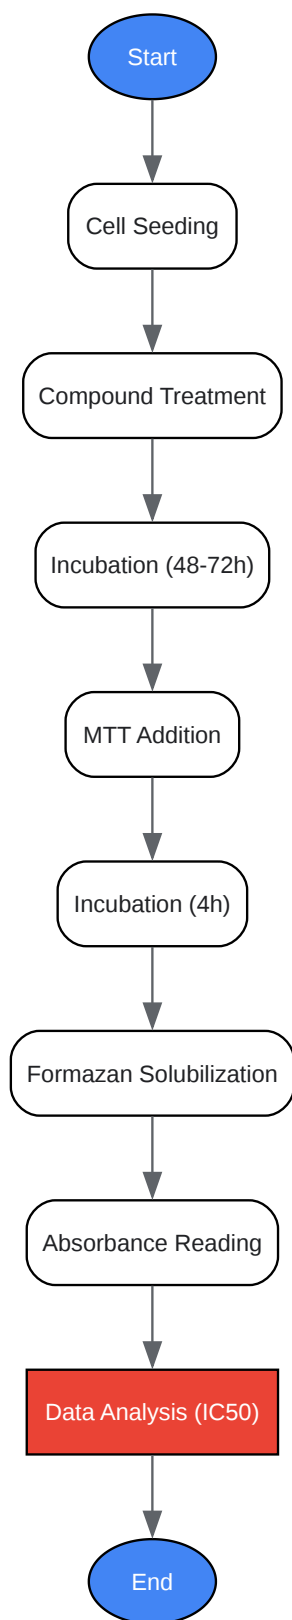 Start
Cell Seeding
Compound Treatment
Incubation (48-72h)
MTT Addition
Incubation (4h)
Formazan Solubilization
Absorbance Reading
Data Analysis (IC50)
End